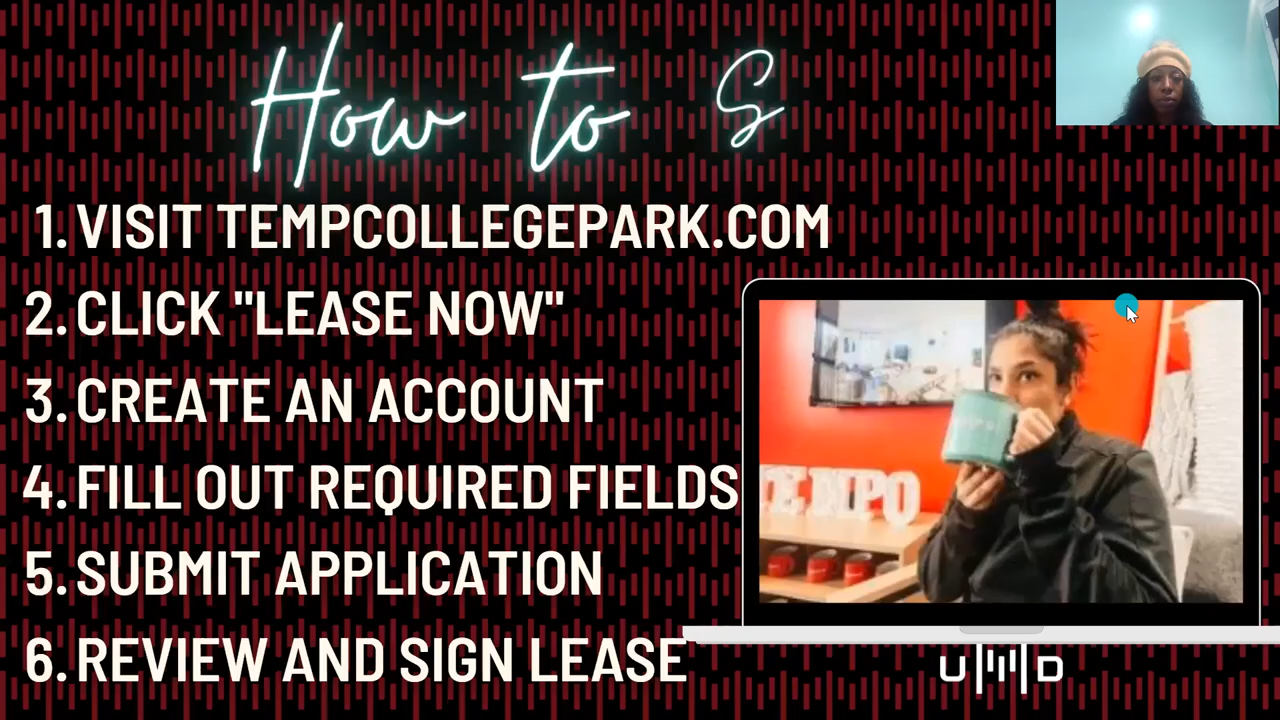 How to S
1. VISIT TEMPCOLLEGEPARK.COM
2. CLICK "LEASE NOW"
3. CREATE AN ACCOUNT
4. FILL OUT REQUIRED FIELDS
5. SUBMIT APPLICATION
6. REVIEW AND SIGN LEASE